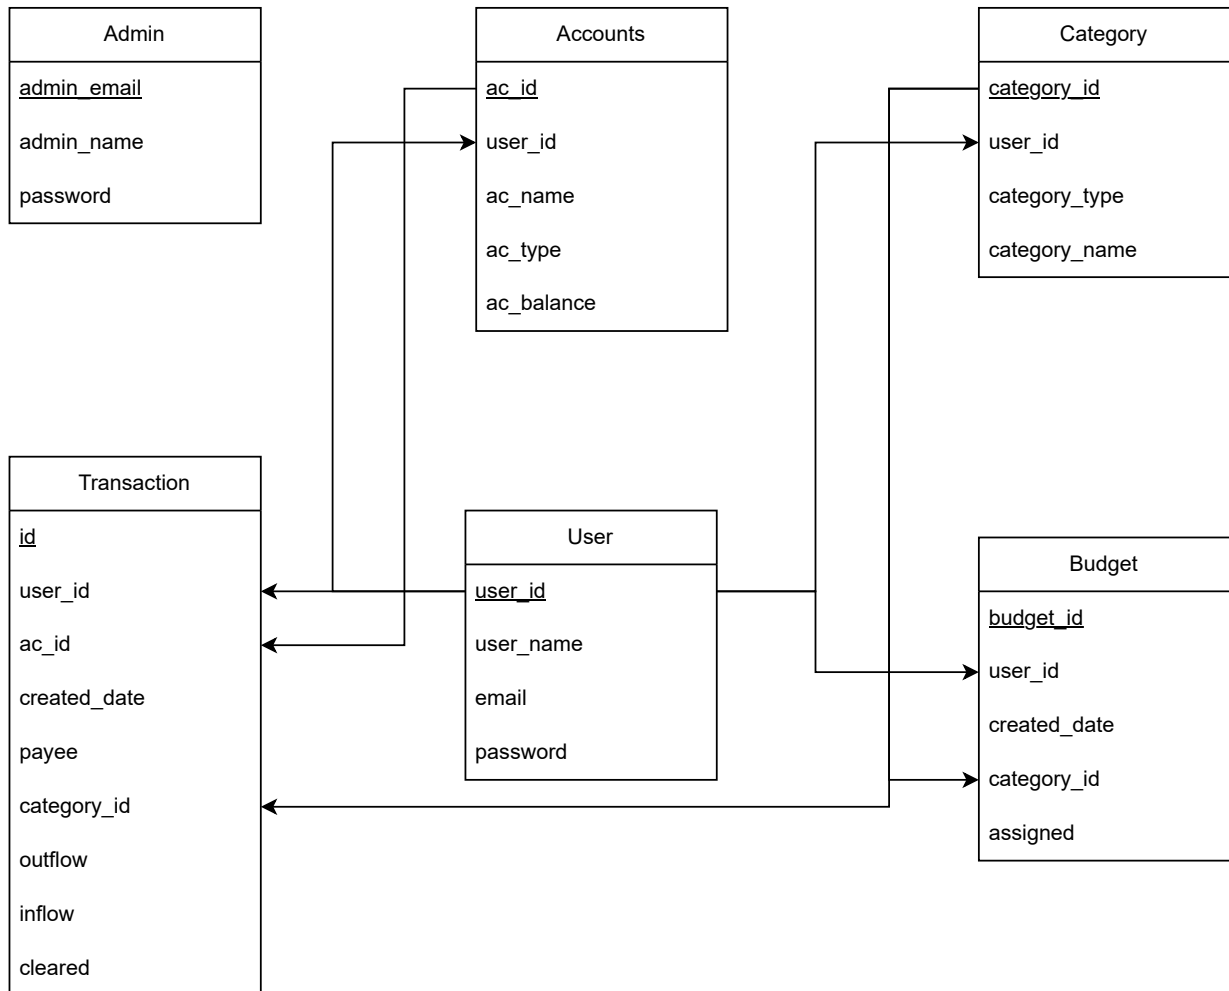 Admin
admin_email
admin_name
password
Accounts
ac_id
user_id
ac_name
ac_type
ac_balance
Category
category_id
user_id
category_type
category_name
Transaction
id
user_id
ac_id
created_date
payee
category_id
outflow
inflow
cleared
User
user_id
user_name
email
password
Budget
budget_id
user_id
created_date
category_id
assigned